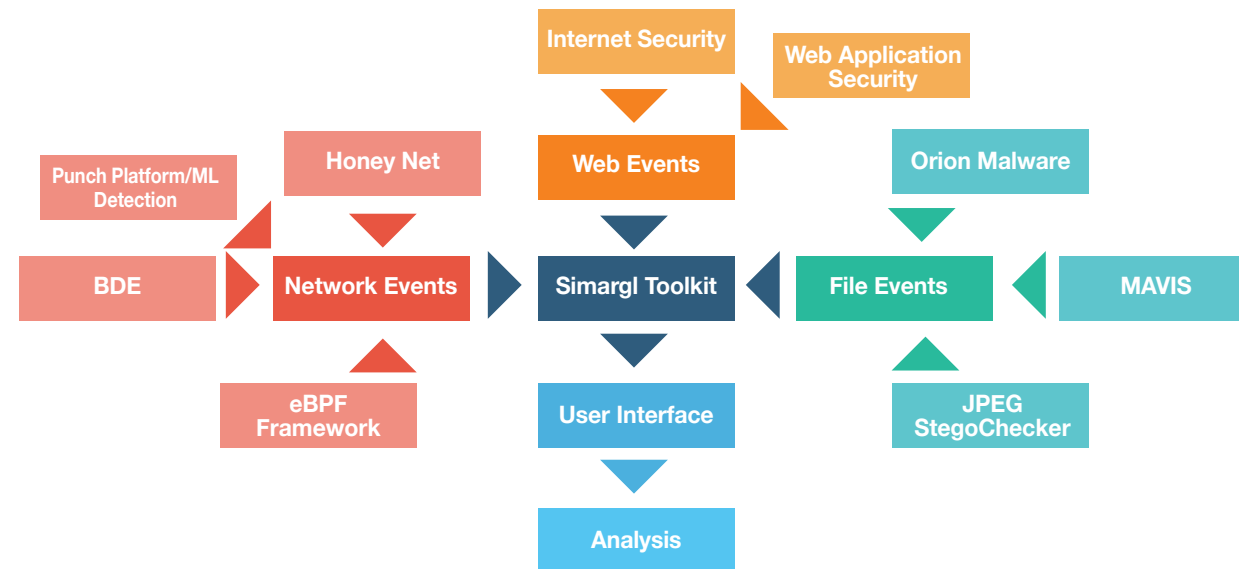 Internet Security
Web Application
Security
Honey Net
Web Events
Orion Malware
Punch Platform/ML
Detection
BDE
Network Events
Simargl Toolkit
File Events
MAVIS
eBPF
Framework
User Interface
JPEG
StegoChecker
Analysis